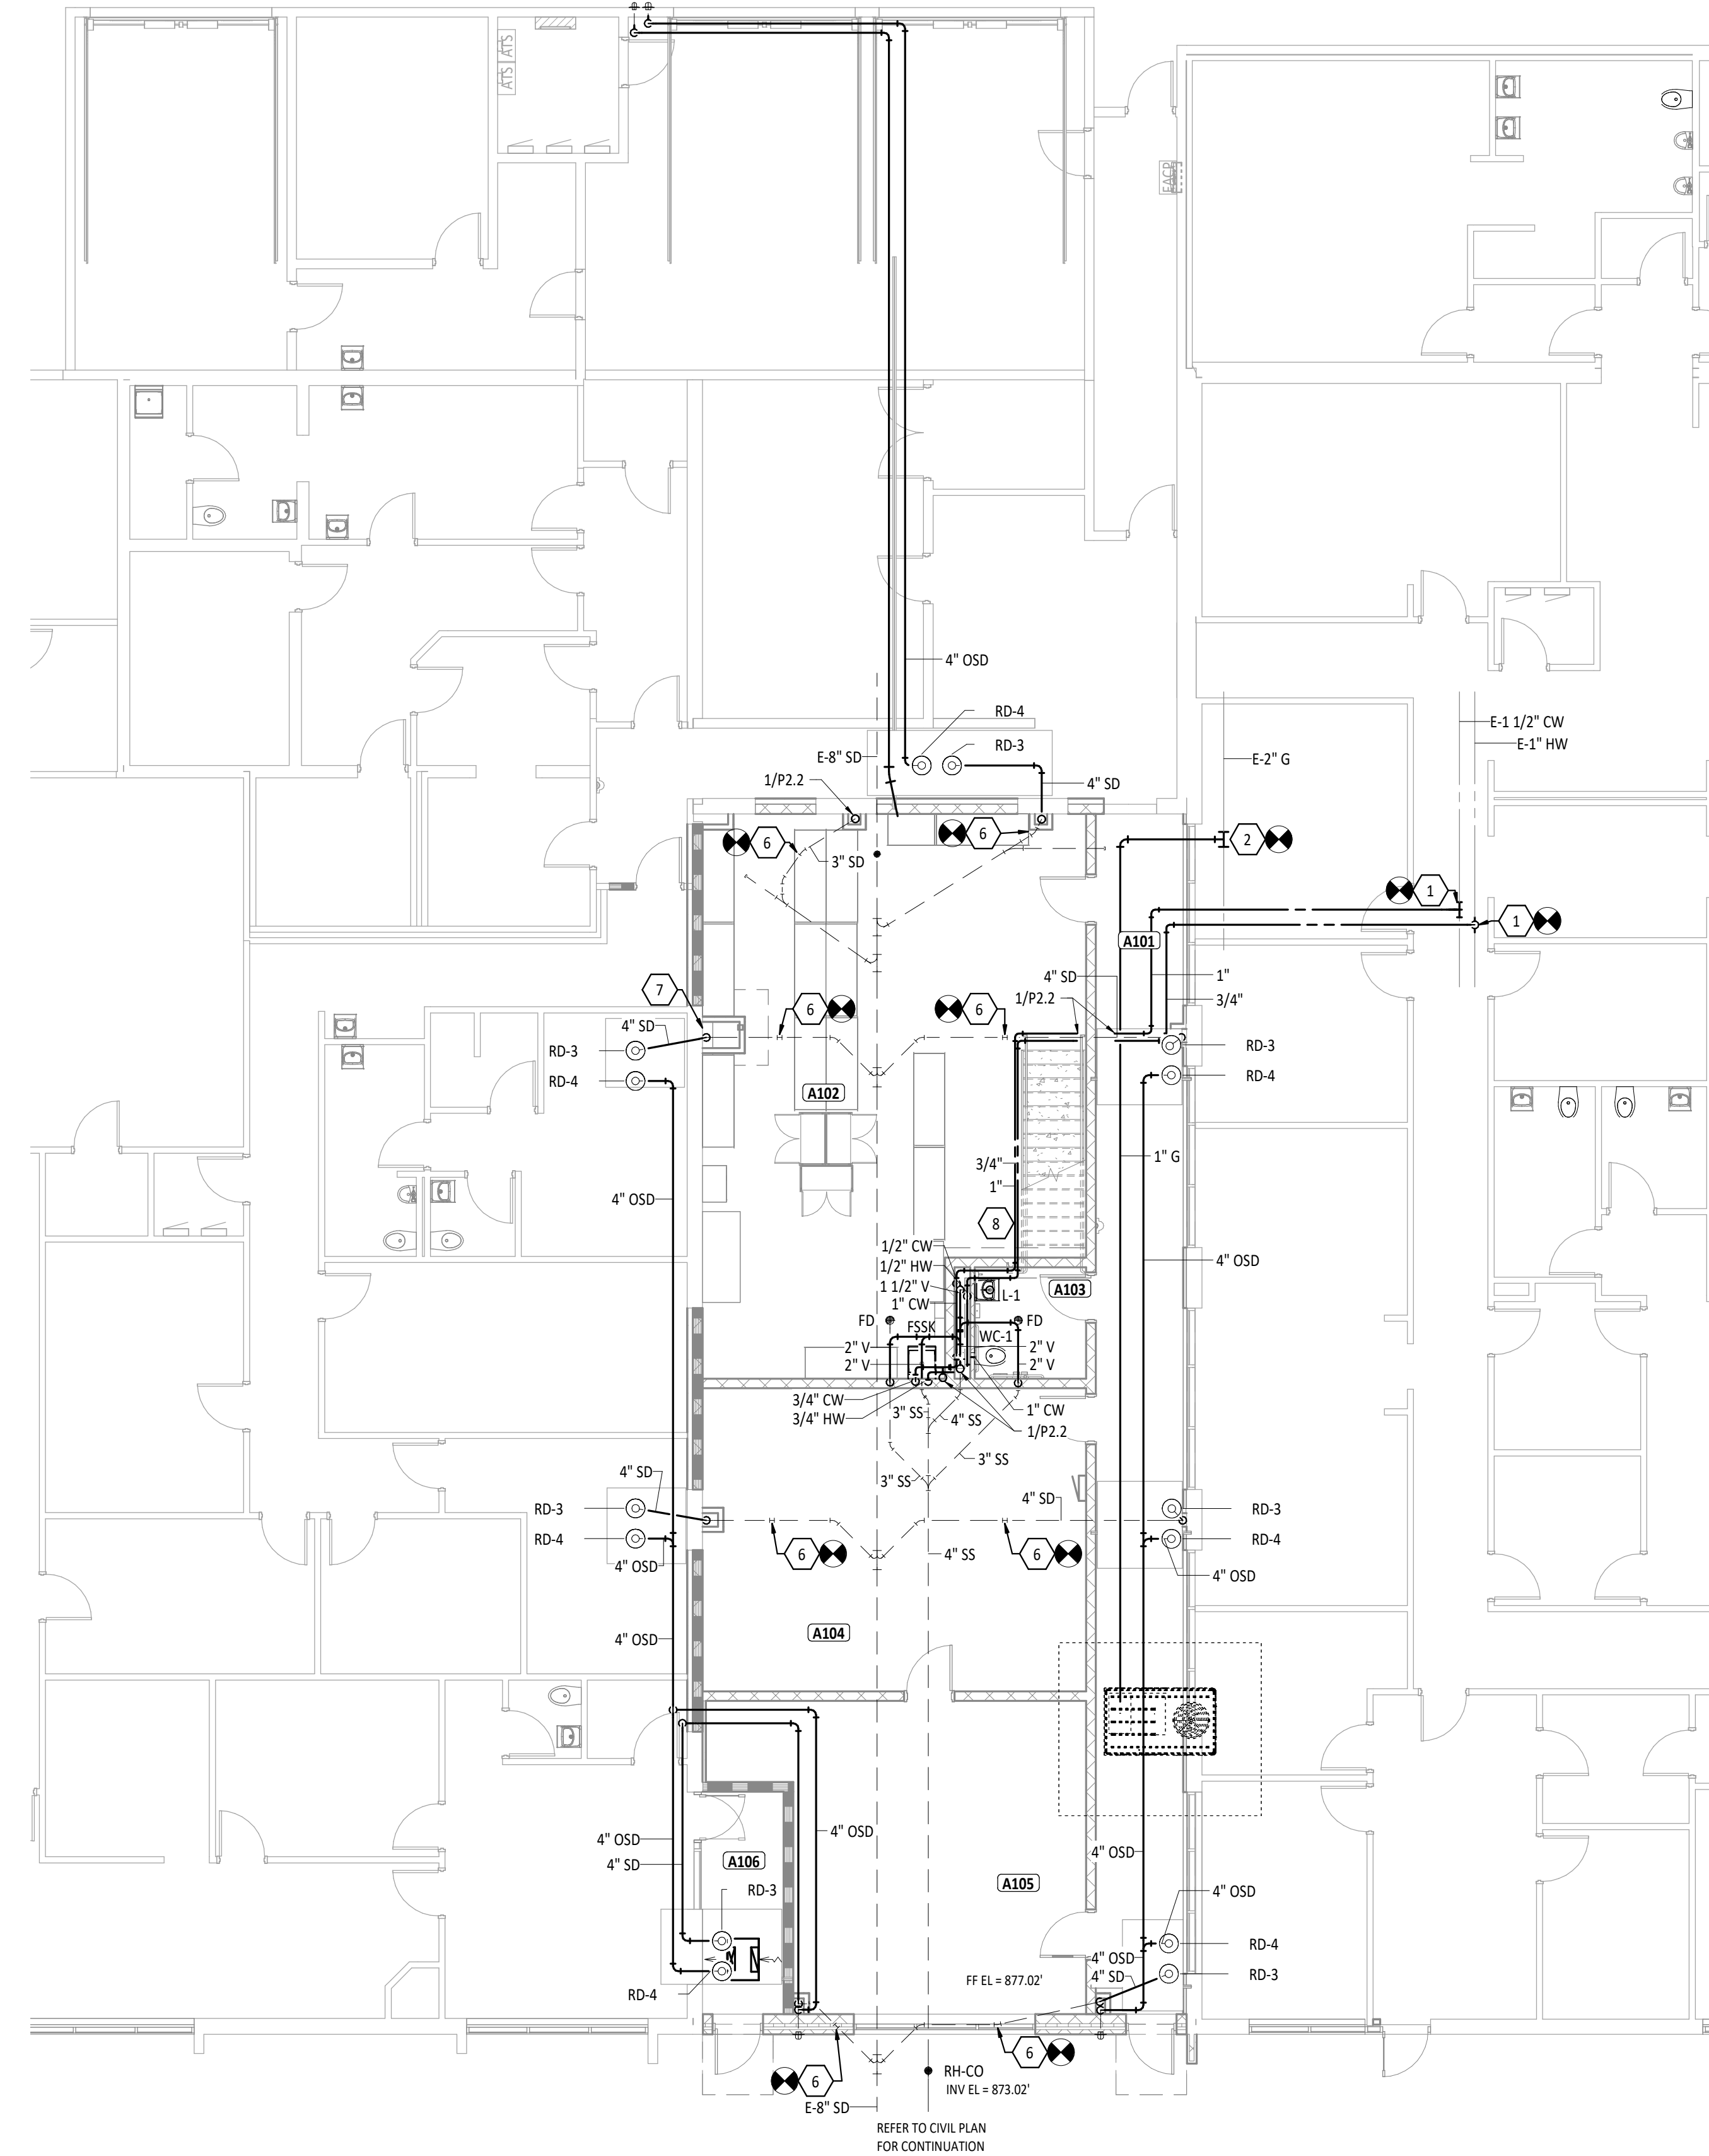 ATS
ATS
FACP
4" OSD
RD-4
RD-3
E-8" SD
4" SD
1/P2.2
E-1 1/2" CW
E-1" HW
E-2" G
6
6
2
3" SD
1
1
A101
7
4" SD
1"
1/P2.2
3/4"
4" SD
6
6
RD-3
RD-3
RD-4
RD-4
A102
3/4"
1" G
1"
4" OSD
8
1/2" CW
1/2" HW
4" OSD
1 1/2" V
A103
1" CW
L-1
FD
FSSK
FD
WC-1
2" V
2" V
2" V
2" V
3/4" CW
1" CW
3/4" HW
3" SS
4" SS
1/P2.2
3" SS
3" SS
4" SD
4" SD
RD-3
RD-3
RD-4
RD-4
6
6
4" SS
4" OSD
4" OSD
A104
4" OSD
4" OSD
4" OSD
4" OSD
4" SD
A106
A105
RD-3
4" OSD
RD-4
4" OSD
RD-3
4" SD
FF EL = 877.02'
RD-4
6
RH-CO
6
INV EL = 873.02'
E-8" SD
REFER TO CIVIL PLAN
FOR CONTINUATION